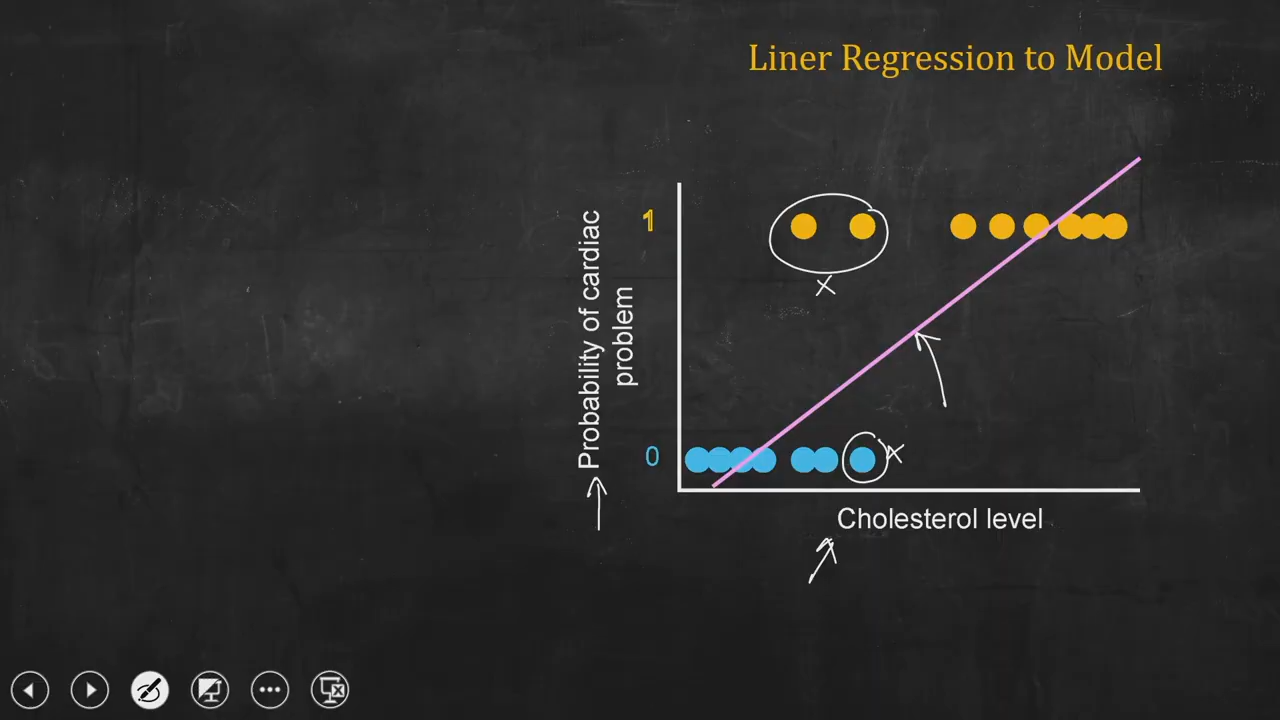 Liner Regression to Model
1
Probability of cardiac
problem
0
Cholesterol level
x
x